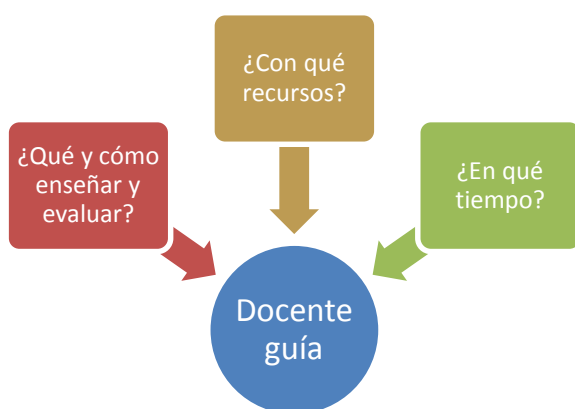 ¿Con qué
recursos?
¿Qué y cómo
enseñar y
evaluar?
¿En qué
tiempo?
Docente
guía